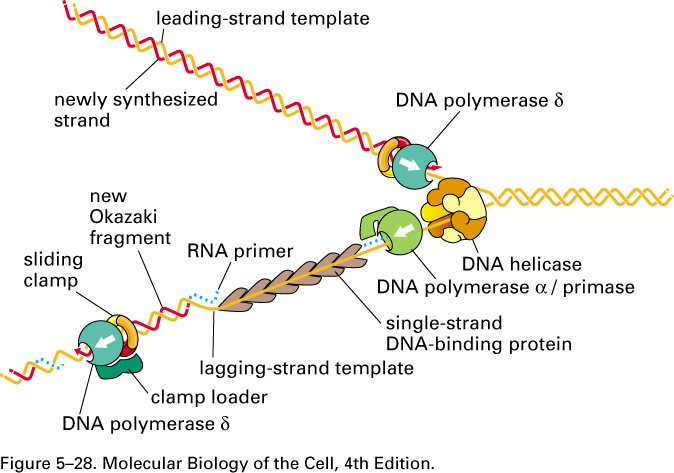 leading-strand template
newly synthesized
strand
DNA polymerase δ
new
Okazaki
fragment
RNA primer
sliding
clamp
DNA helicase
DNA polymerase α / primase
single-strand
DNA-binding protein
lagging-strand template
clamp loader
DNA polymerase δ
Figure 5–28. Molecular Biology of the Cell, 4th Edition.